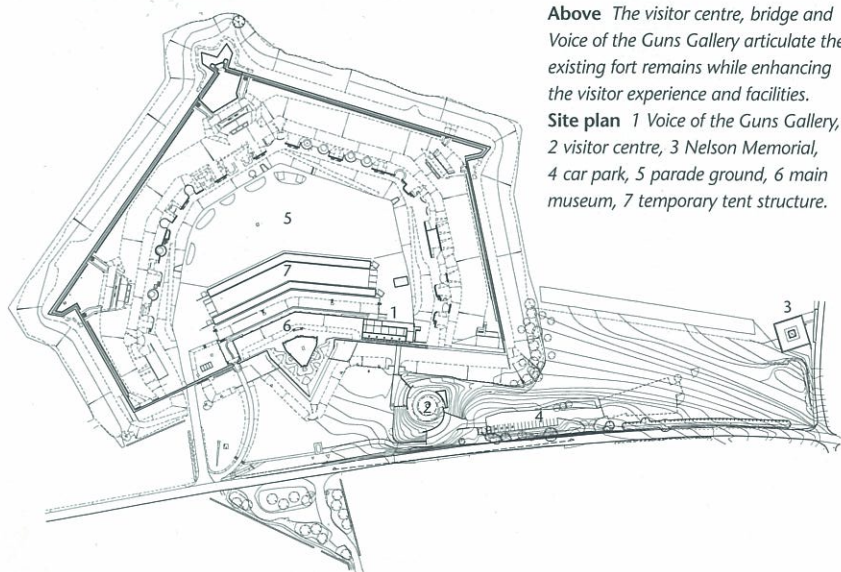 Above The visitor centre, bridge and
Voice of the Guns Gallery articulate the
existing fort remains while enhancing
the visitor experience and facilities.
Site plan 1 Voice of the Guns Gallery,
2 visitor centre, 3 Nelson Memorial,
4 car park, 5 parade ground, 6 main
museum, 7 temporary tent structure.
5
7
1
3
6
2
4